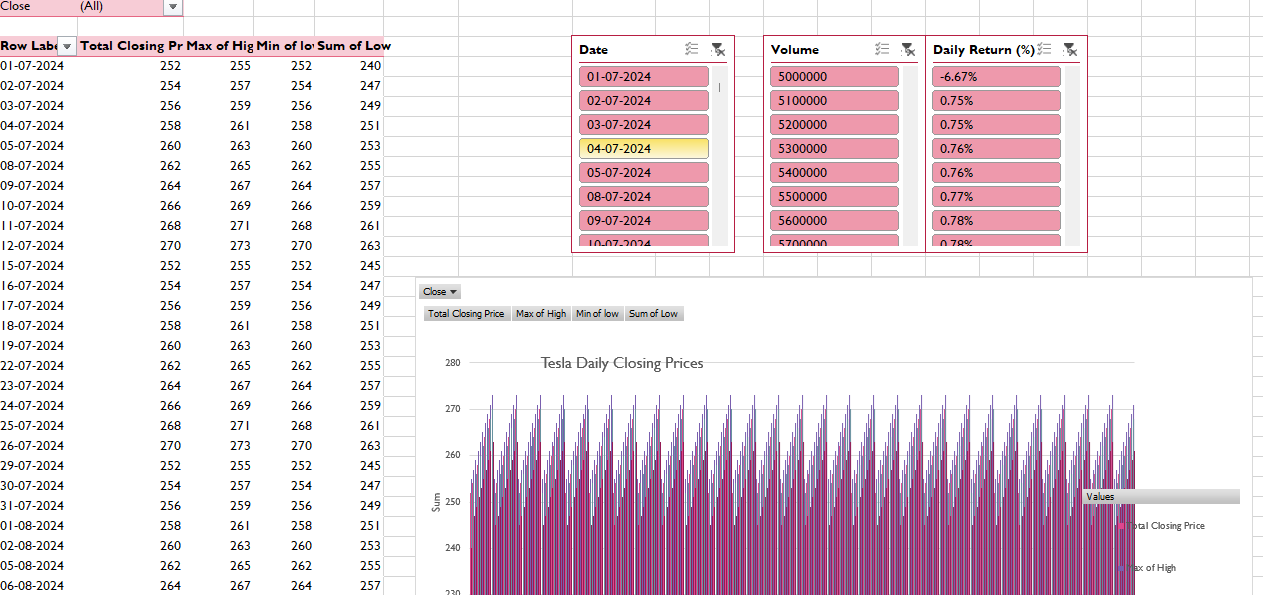 Close (All)
Row Labe Total Closing Pr Max of Hig Min of lo Sum of Low
01-07-2024 252 255 252 240
02-07-2024 254 257 254 247
03-07-2024 256 259 256 249
04-07-2024 258 261 258 251
05-07-2024 260 263 260 253
08-07-2024 262 265 262 255
09-07-2024 264 267 264 257
10-07-2024 266 269 266 259
11-07-2024 268 271 268 261
12-07-2024 270 273 270 263
15-07-2024 252 255 252 245
16-07-2024 254 257 254 247
17-07-2024 256 259 256 249
18-07-2024 258 261 258 251
19-07-2024 260 263 260 253
22-07-2024 262 265 262 255
23-07-2024 264 267 264 257
24-07-2024 266 269 266 259
25-07-2024 268 271 268 261
26-07-2024 270 273 270 263
29-07-2024 252 255 252 245
30-07-2024 254 257 254 247
31-07-2024 256 259 256 249
01-08-2024 258 261 258 251
02-08-2024 260 263 260 253
05-08-2024 262 265 262 255
06-08-2024 264 267 264 257
Date
01-07-2024
02-07-2024
03-07-2024
04-07-2024
05-07-2024
08-07-2024
09-07-2024
10-07-2024
Volume
5000000
5100000
5200000
5300000
5400000
5500000
5600000
5700000
Daily Return (%)
-6.67%
0.75%
0.75%
0.76%
0.76%
0.77%
0.78%
0.78%
Close
Total Closing Price Max of High Min of low Sum of Low
Tesla Daily Closing Prices
280
270
260
250
240
230
Sum
Values
Total Closing Price
Max of High